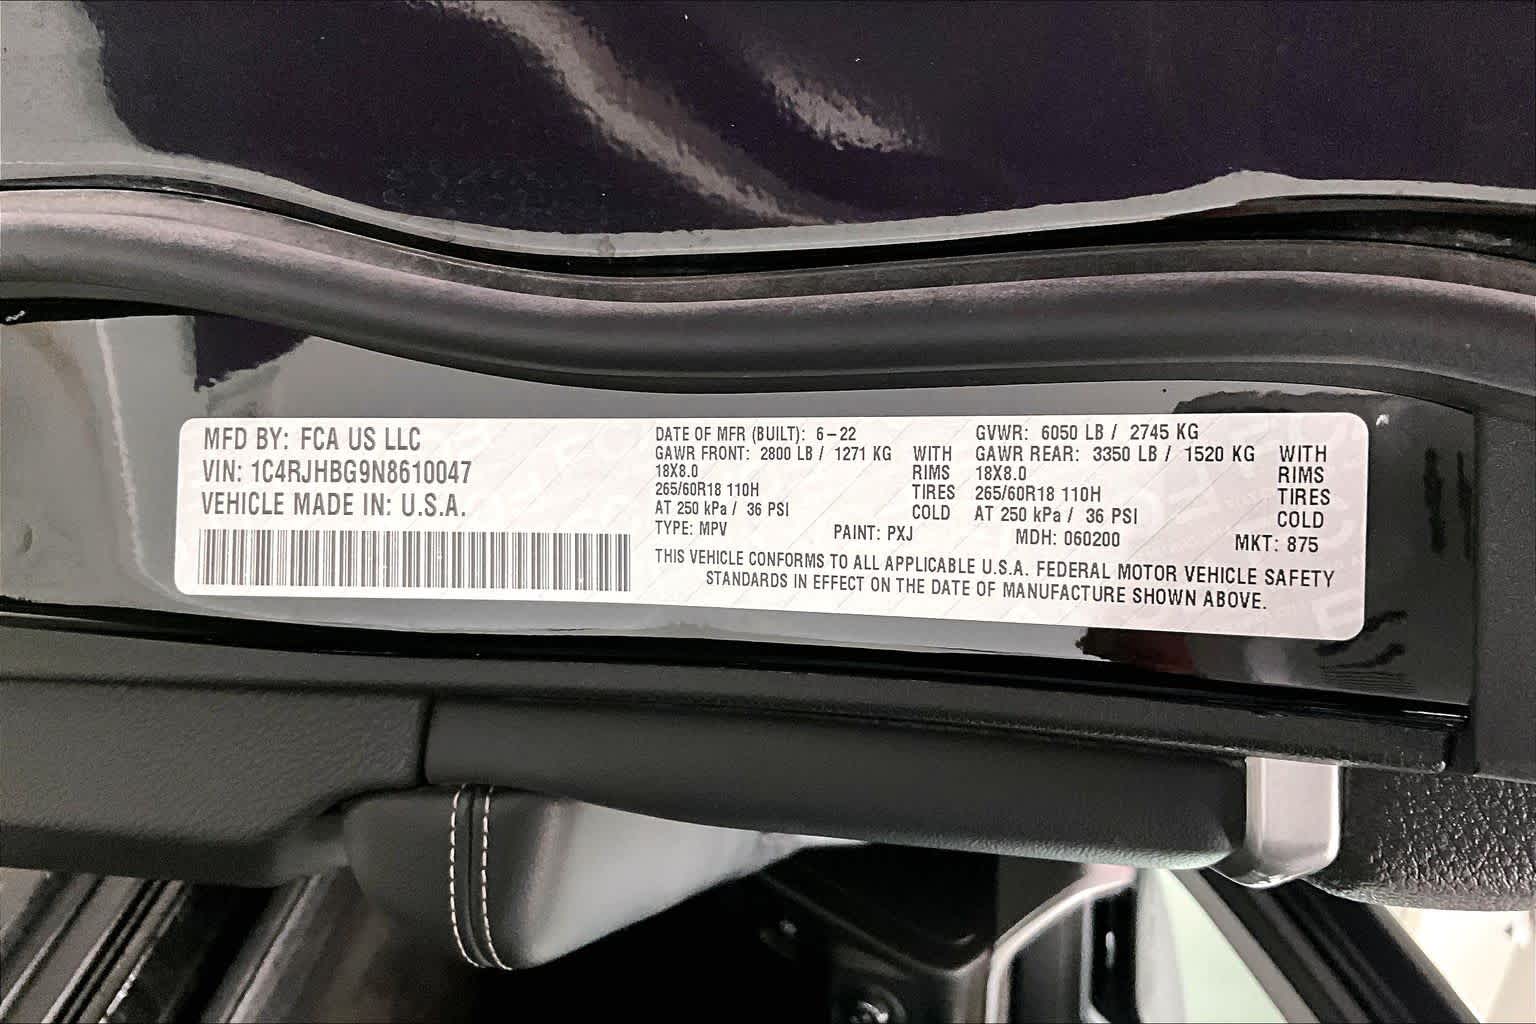 MFD BY: FCA US LLC
VIN: 1C4RJHBG9N8610047
VEHICLE MADE IN: U.S.A.
DATE OF MFR (BUILT): 6-22
GVWR: 6050 LB / 2745 KG
GAWR FRONT: 2800 LB / 1271 KG WITH
GAWR REAR: 3350 LB / 1520 KG WITH
18X8.0 RIMS
18X8.0 RIMS
265/60R18 110H TIRES
265/60R18 110H TIRES
AT 250 kPa / 36 PSI COLD
AT 250 kPa / 36 PSI COLD
TYPE: MPV PAINT: PXJ MDH: 060200 MKT: 875
THIS VEHICLE CONFORMS TO ALL APPLICABLE U.S.A. FEDERAL MOTOR VEHICLE SAFETY
STANDARDS IN EFFECT ON THE DATE OF MANUFACTURE SHOWN ABOVE.